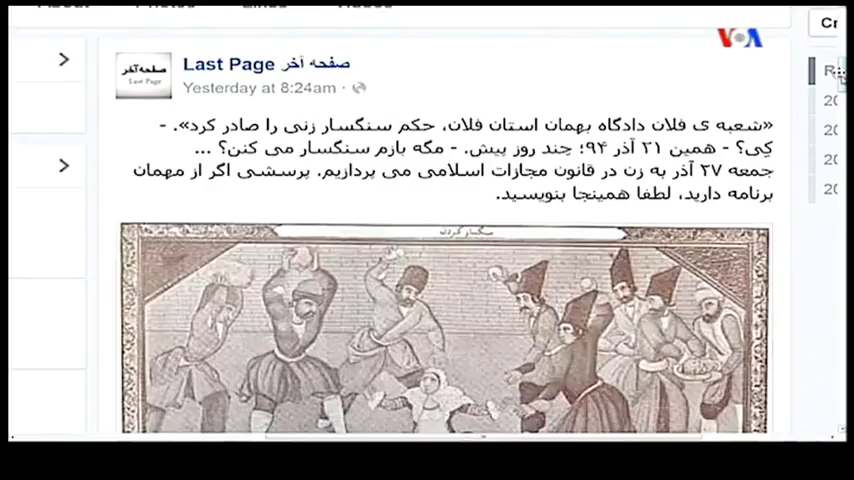 VOA
صفحه آخر
Last Page
Last Page صفحه آخر
Yesterday at 8:24am
«شعبه ی فلان دادگاه بهمان استان فلان، حکم سنگسار زنی را صادر کرد». -
کِی؟ - همین ۲۱ آذر ۹۴؛ چند روز پیش. - مگه بازم سنگسار می کنن؟ ...
جمعه ۲۷ آذر به زن در قانون مجازات اسلامی می پردازیم. پرسشی اگر از مهمان
برنامه دارید، لطفا همینجا بنویسید.
سنگسار کردن